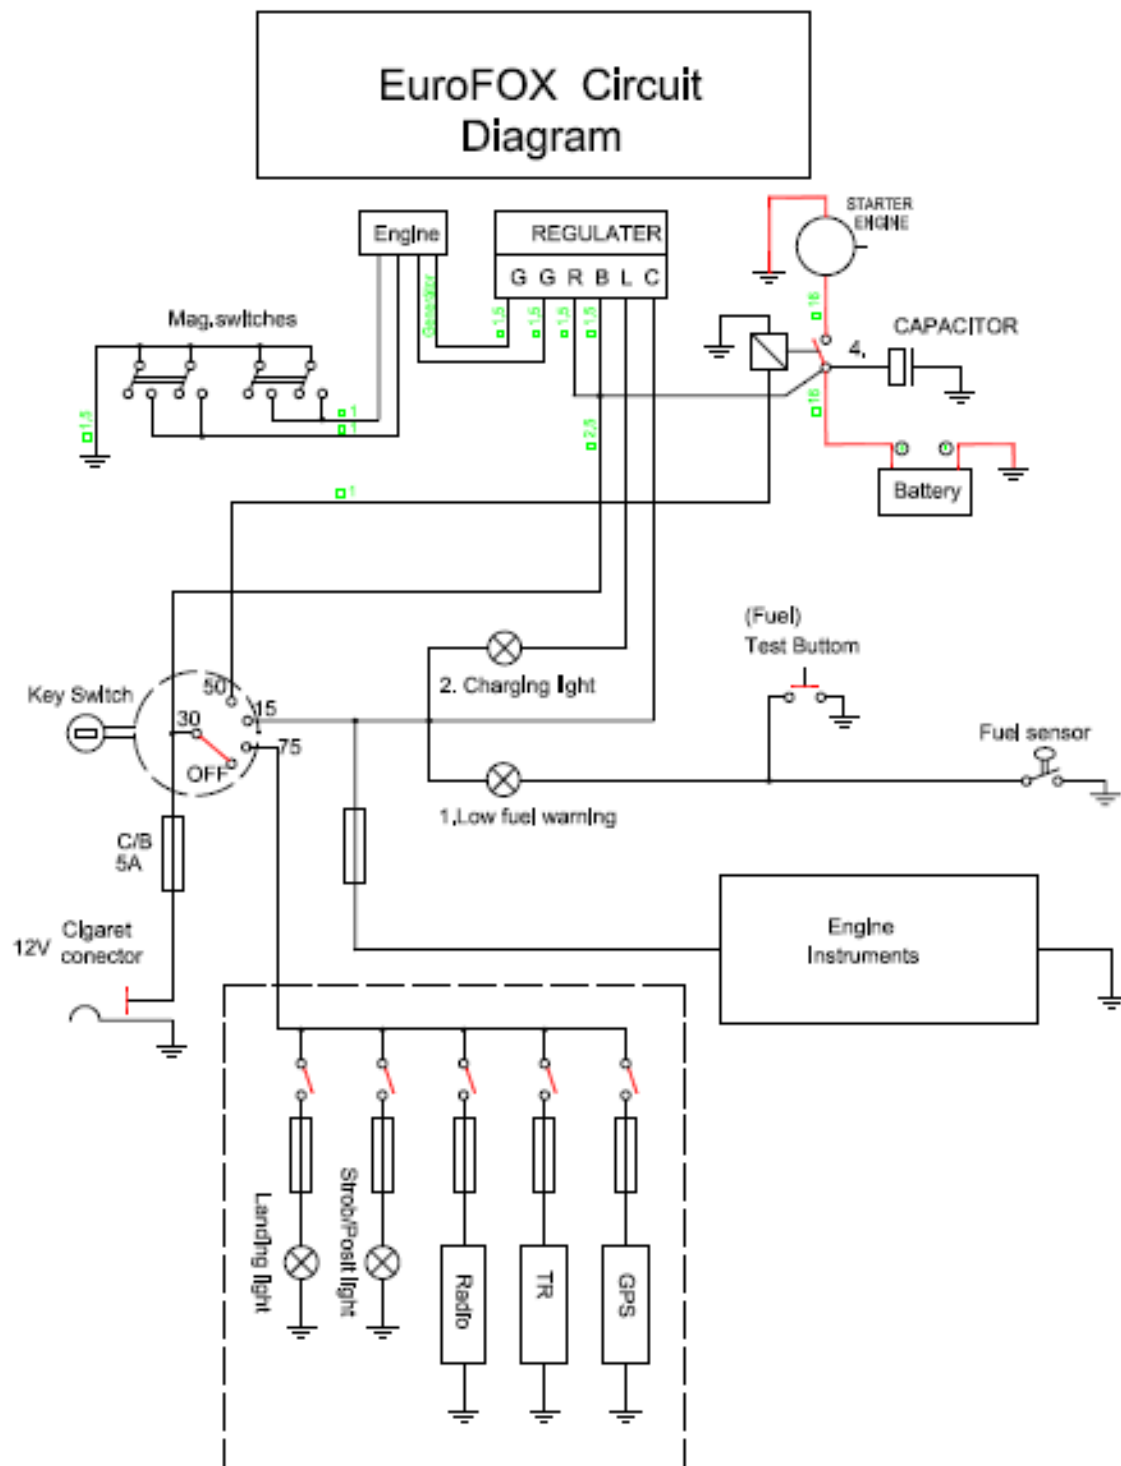 EuroFOX Circuit
Diagram
STARTER
ENGINE
Engine
REGULATER
G G R B L C
Generator
1,5
1,5
1,5
1,5
16
Mag.switches
CAPACITOR
4.
1,5
1
1
2,5
16
Battery
1
(Fuel)
Test Buttom
2. Charging light
Key Switch
50
15
30
75
OFF
Fuel sensor
1.Low fuel warning
C/B
5A
12V
Cigaret
conector
Engine
Instruments
Landing light
Strob/Posit light
Radio
TR
GPS